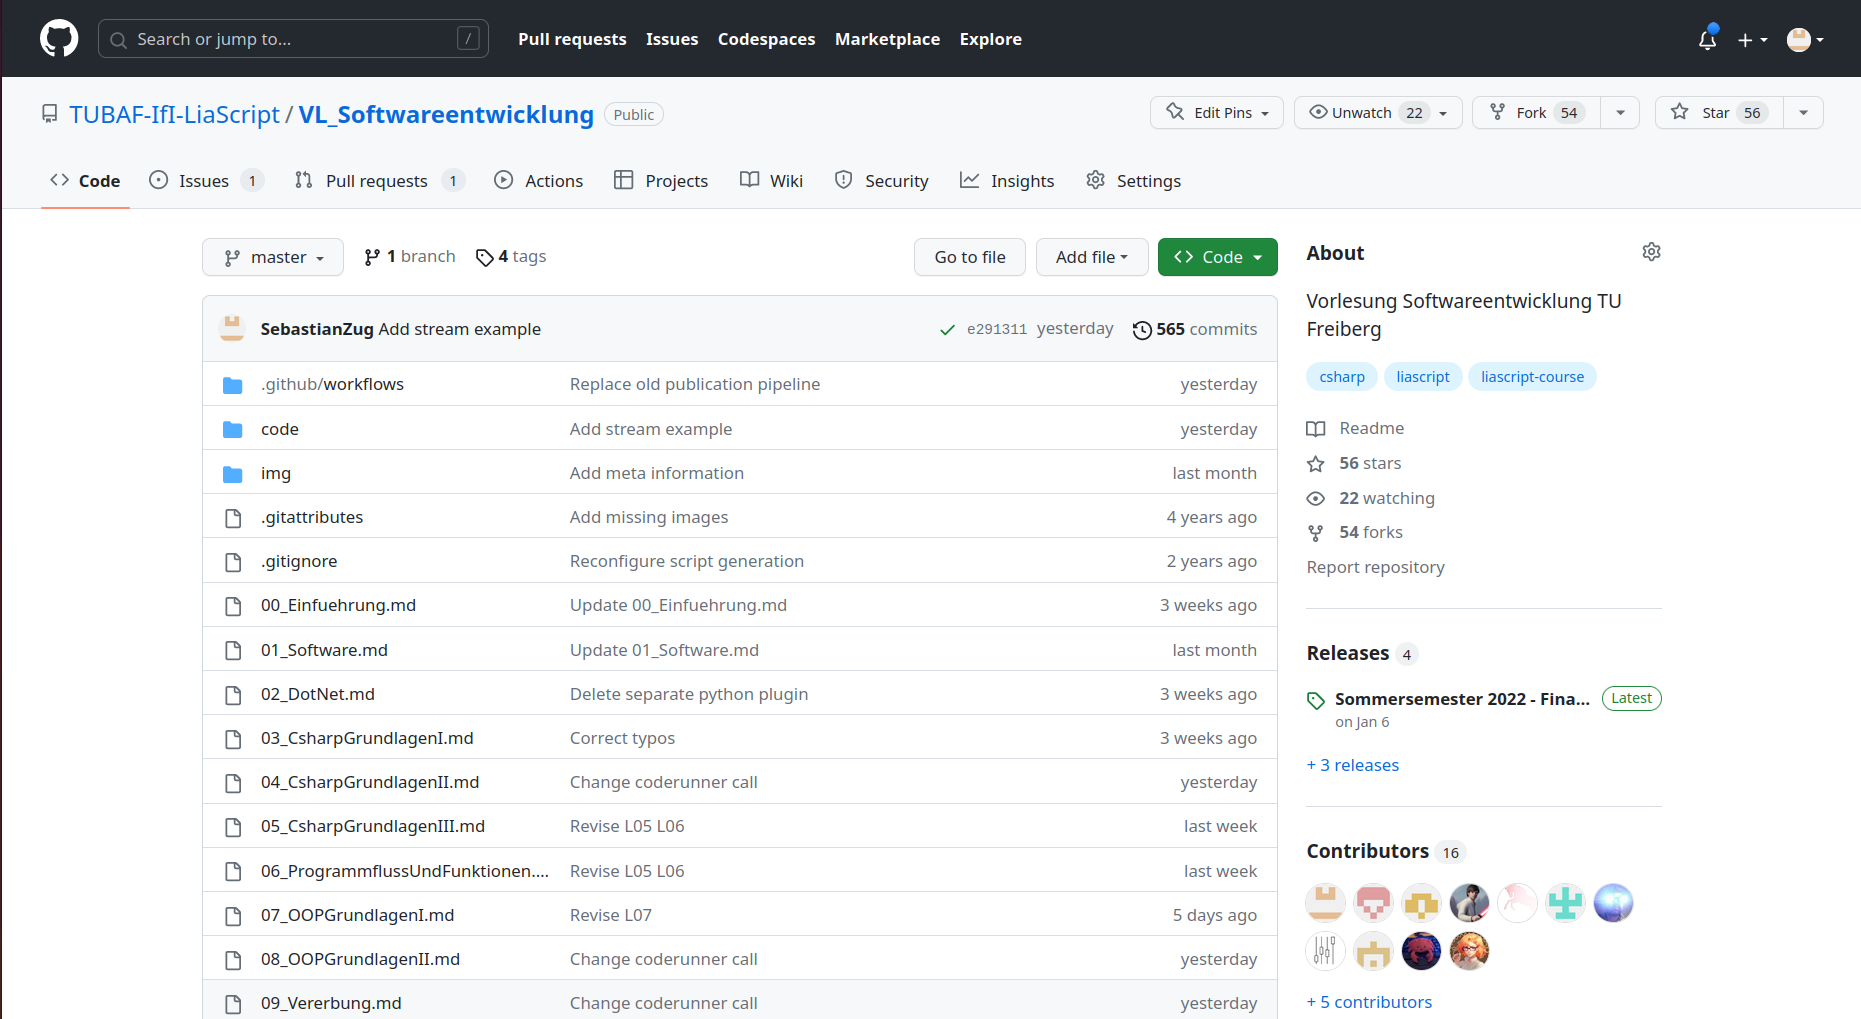 Search or jump to... /
Pull requests Issues Codespaces Marketplace Explore
TUBAF-IfI-LiaScript / VL_Softwareentwicklung Public
Edit Pins Unwatch 22 Fork 54 Star 56
Code Issues 1 Pull requests 1 Actions Projects Wiki Security Insights Settings
master 1 branch 4 tags Go to file Add file Code
SebastianZug Add stream example e291311 yesterday 565 commits
.github/workflows Replace old publication pipeline yesterday
code Add stream example yesterday
img Add meta information last month
.gitattributes Add missing images 4 years ago
.gitignore Reconfigure script generation 2 years ago
00_Einfuehrung.md Update 00_Einfuehrung.md 3 weeks ago
01_Software.md Update 01_Software.md last month
02_DotNet.md Delete separate python plugin 3 weeks ago
03_CsharpGrundlagenI.md Correct typos 3 weeks ago
04_CsharpGrundlagenII.md Change coderunner call yesterday
05_CsharpGrundlagenIII.md Revise L05 L06 last week
06_ProgrammflussUndFunktionen.... Revise L05 L06 last week
07_OOPGrundlagenI.md Revise L07 5 days ago
08_OOPGrundlagenII.md Change coderunner call yesterday
09_Vererbung.md Change coderunner call yesterday
About
Vorlesung Softwareentwicklung TU
Freiberg
csharp liascript liascript-course
Readme
56 stars
22 watching
54 forks
Report repository
Releases 4
Sommersemester 2022 - Fina... Latest
on Jan 6
+ 3 releases
Contributors 16
+ 5 contributors